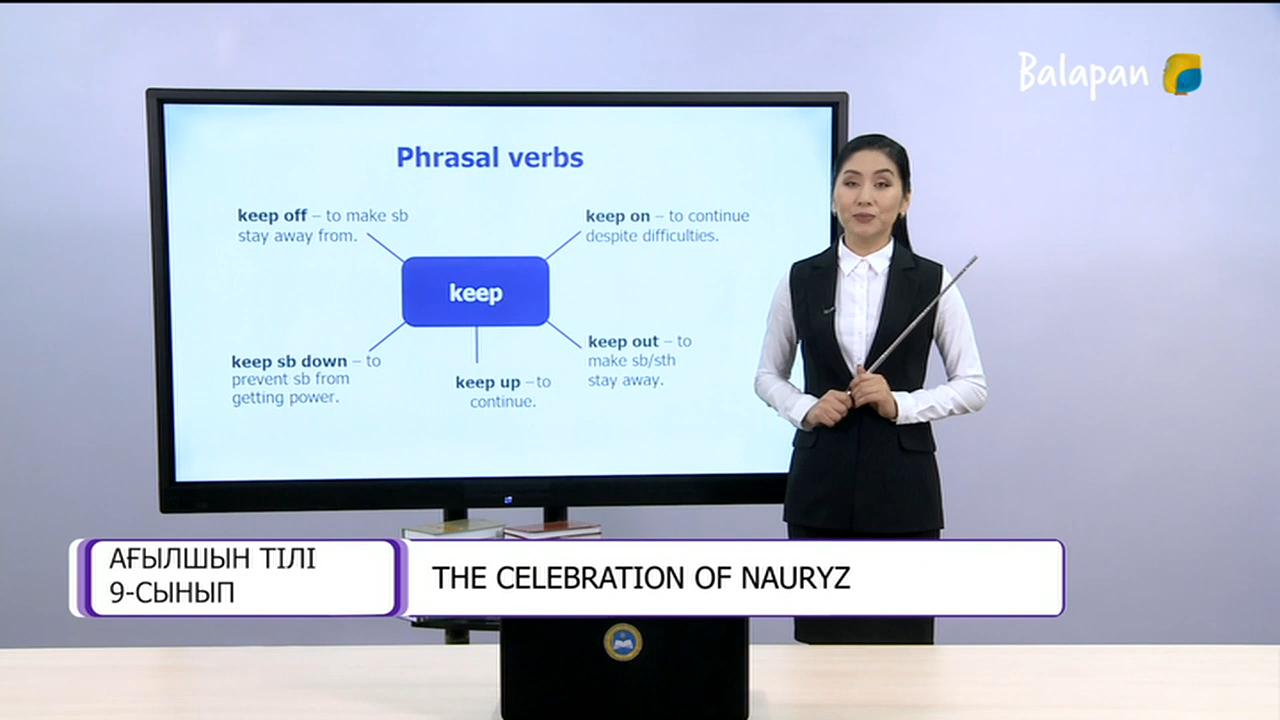 Balapan
Phrasal verbs
keep off – to make sb
stay away from.
keep on – to continue
despite difficulties.
keep
keep sb down – to
prevent sb from
getting power.
keep up –to
continue.
keep out – to
make sb/sth
stay away.
АҒЫЛШЫН ТІЛІ
9-СЫНЫП
THE CELEBRATION OF NAURYZ